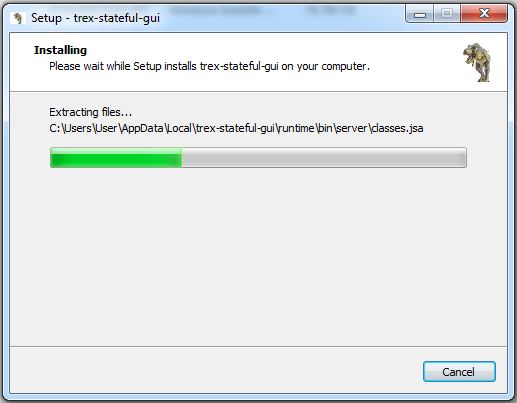 Setup - trex-stateful-gui
Installing
Please wait while Setup installs trex-stateful-gui on your computer.
Extracting files...
C:\Users\User\AppData\Local\trex-stateful-gui\runtime\bin\server\classes.jsa
Cancel